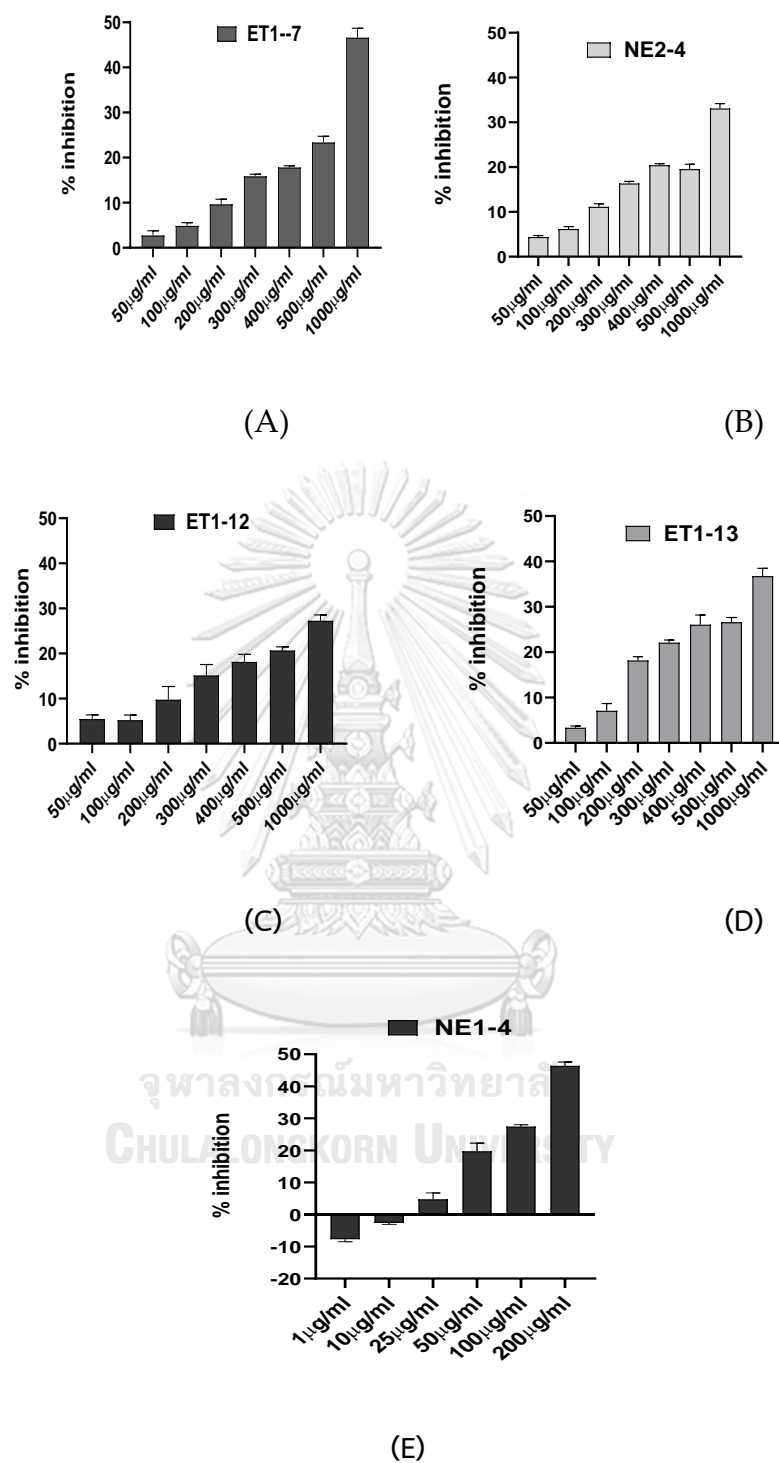 ET1--7
% inhibition
50
40
30
20
10
0
50µg/ml
100µg/ml
200µg/ml
300µg/ml
400µg/ml
500µg/ml
1000µg/ml
(A)
NE2-4
% inhibition
50
40
30
20
10
0
50µg/ml
100µg/ml
200µg/ml
300µg/ml
400µg/ml
500µg/ml
1000µg/ml
(B)
ET1-12
% inhibition
50
40
30
20
10
0
50µg/ml
100µg/ml
200µg/ml
300µg/ml
400µg/ml
500µg/ml
1000µg/ml
(C)
ET1-13
% inhibition
50
40
30
20
10
0
50µg/ml
100µg/ml
200µg/ml
300µg/ml
400µg/ml
500µg/ml
1000µg/ml
(D)
NE1-4
% inhibition
50
40
30
20
10
0
-10
-20
1µg/ml
10µg/ml
25µg/ml
50µg/ml
100µg/ml
200µg/ml
(E)
จุฬาลงกรณ์มหาวิทยาลัย
CHULALONGKORN UNIVERSITY